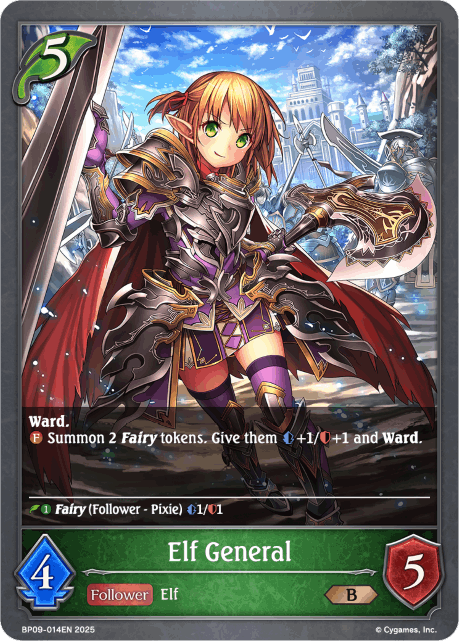 5
Ward.
F Summon 2 Fairy tokens. Give them +1/+1 and Ward.
1 Fairy (Follower - Pixie) 1/1
Elf General
4
Follower Elf
B
5
BP09-014EN 2025
© Cygames, Inc.